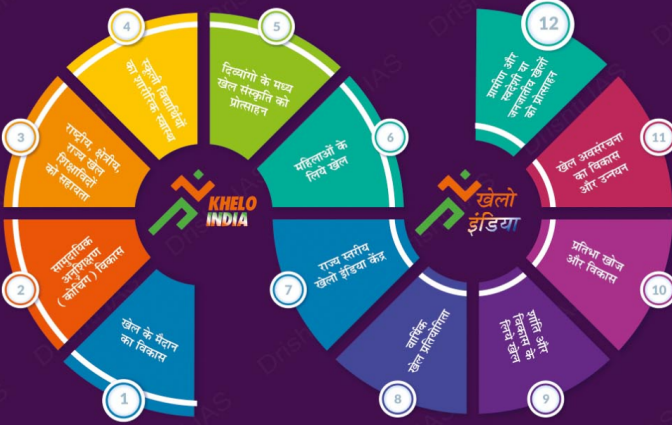 1
खेल के मैदान
का विकास
2
सामुदायिक
अनुशिक्षण
( कोचिंग ) विकास
3
राष्ट्रीय, क्षेत्रीय,
राज्य खेल
शिक्षाविदों
को सहायता
4
स्कूली विद्यार्थियों
का शारीरिक स्वास्थ्य
5
दिव्यांगो के मध्य
खेल संस्कृति को
प्रोत्साहन
6
महिलाओं के
लिये खेल
KHELO
INDIA
7
राज्य स्तरीय
खेलो इंडिया केंद्र
8
वार्षिक
खेल प्रतियोगिता
9
शांति और
विकास के
लिये खेल
10
प्रतिभा खोज
और विकास
11
खेल अवसंरचना
का विकास
और उन्नयन
12
ग्रामीण और
स्वदेशी या
जनजातीय खेलों
को प्रोत्साहन
खेलो
इंडिया